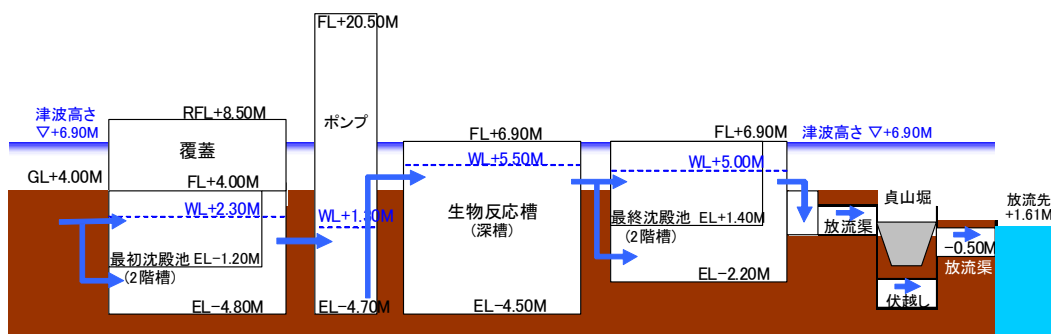 FL+20.50M
津波高さ
▽+6.90M
RFL+8.50M
覆蓋
ポンプ
FL+6.90M
FL+6.90M
津波高さ ▽+6.90M
GL+4.00M
FL+4.00M
WL+2.30M
WL+1.30M
WL+5.50M
WL+5.00M
生物反応槽
(深槽)
最初沈殿池 EL-1.20M
(2階槽)
最終沈殿池 EL+1.40M
(2階槽)
放流渠
貞山堀
放流先
+1.61M
-0.50M
放流渠
伏越し
EL-4.80M
EL-4.70M
EL-4.50M
EL-2.20M